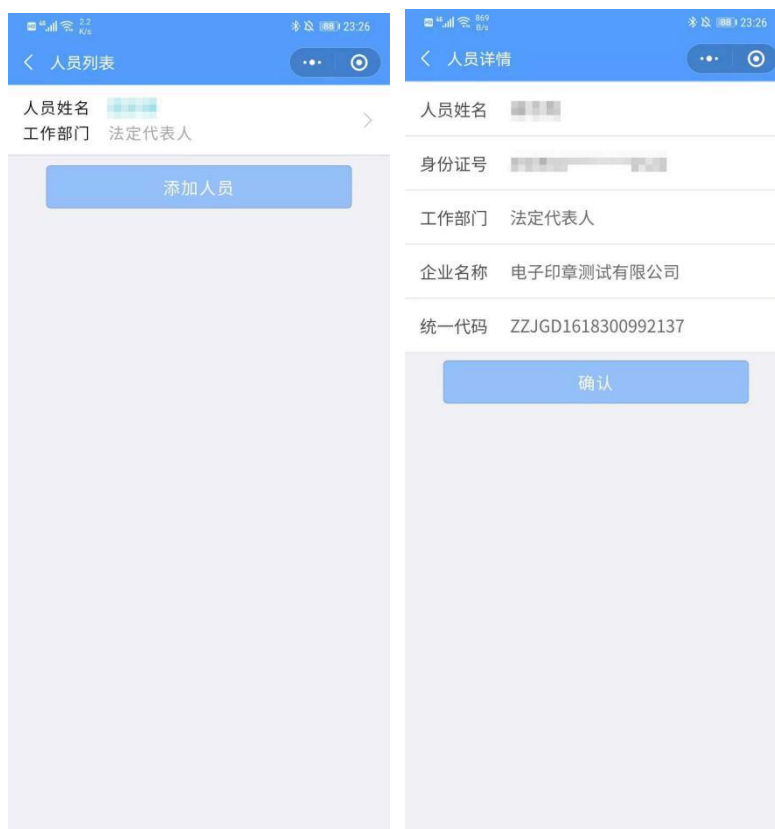 2.2
K/s
23:26
人员列表
人员姓名
工作部门 法定代表人
添加人员
869
B/s
23:26
人员详情
人员姓名
身份证号
工作部门 法定代表人
企业名称 电子印章测试有限公司
统一代码 ZZJGD1618300992137
确认